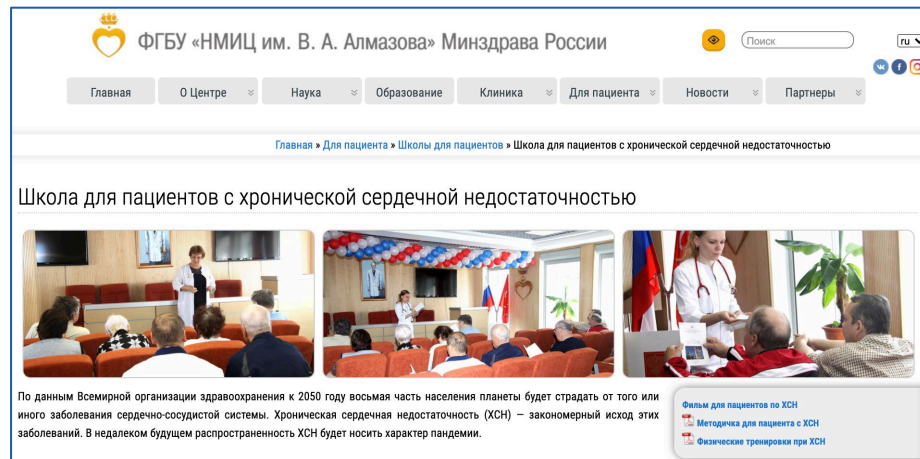 ФГБУ «НМИЦ им. В. А. Алмазова» Минздрава России
Поиск
ru
Главная
О Центре
Наука
Образование
Клиника
Для пациента
Новости
Партнеры
Главная » Для пациента » Школы для пациентов » Школа для пациентов с хронической сердечной недостаточностью
Школа для пациентов с хронической сердечной недостаточностью
По данным Всемирной организации здравоохранения к 2050 году восьмая часть населения планеты будет страдать от того или
иного заболевания сердечно-сосудистой системы. Хроническая сердечная недостаточность (ХСН) — закономерный исход этих
заболеваний. В недалеком будущем распространенность ХСН будет носить характер пандемии.
Фильм для пациентов по ХСН
Методичка для пациента с ХСН
Физические тренировки при ХСН